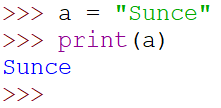 >>> a = "Sunce"
>>> print(a)
Sunce
>>>